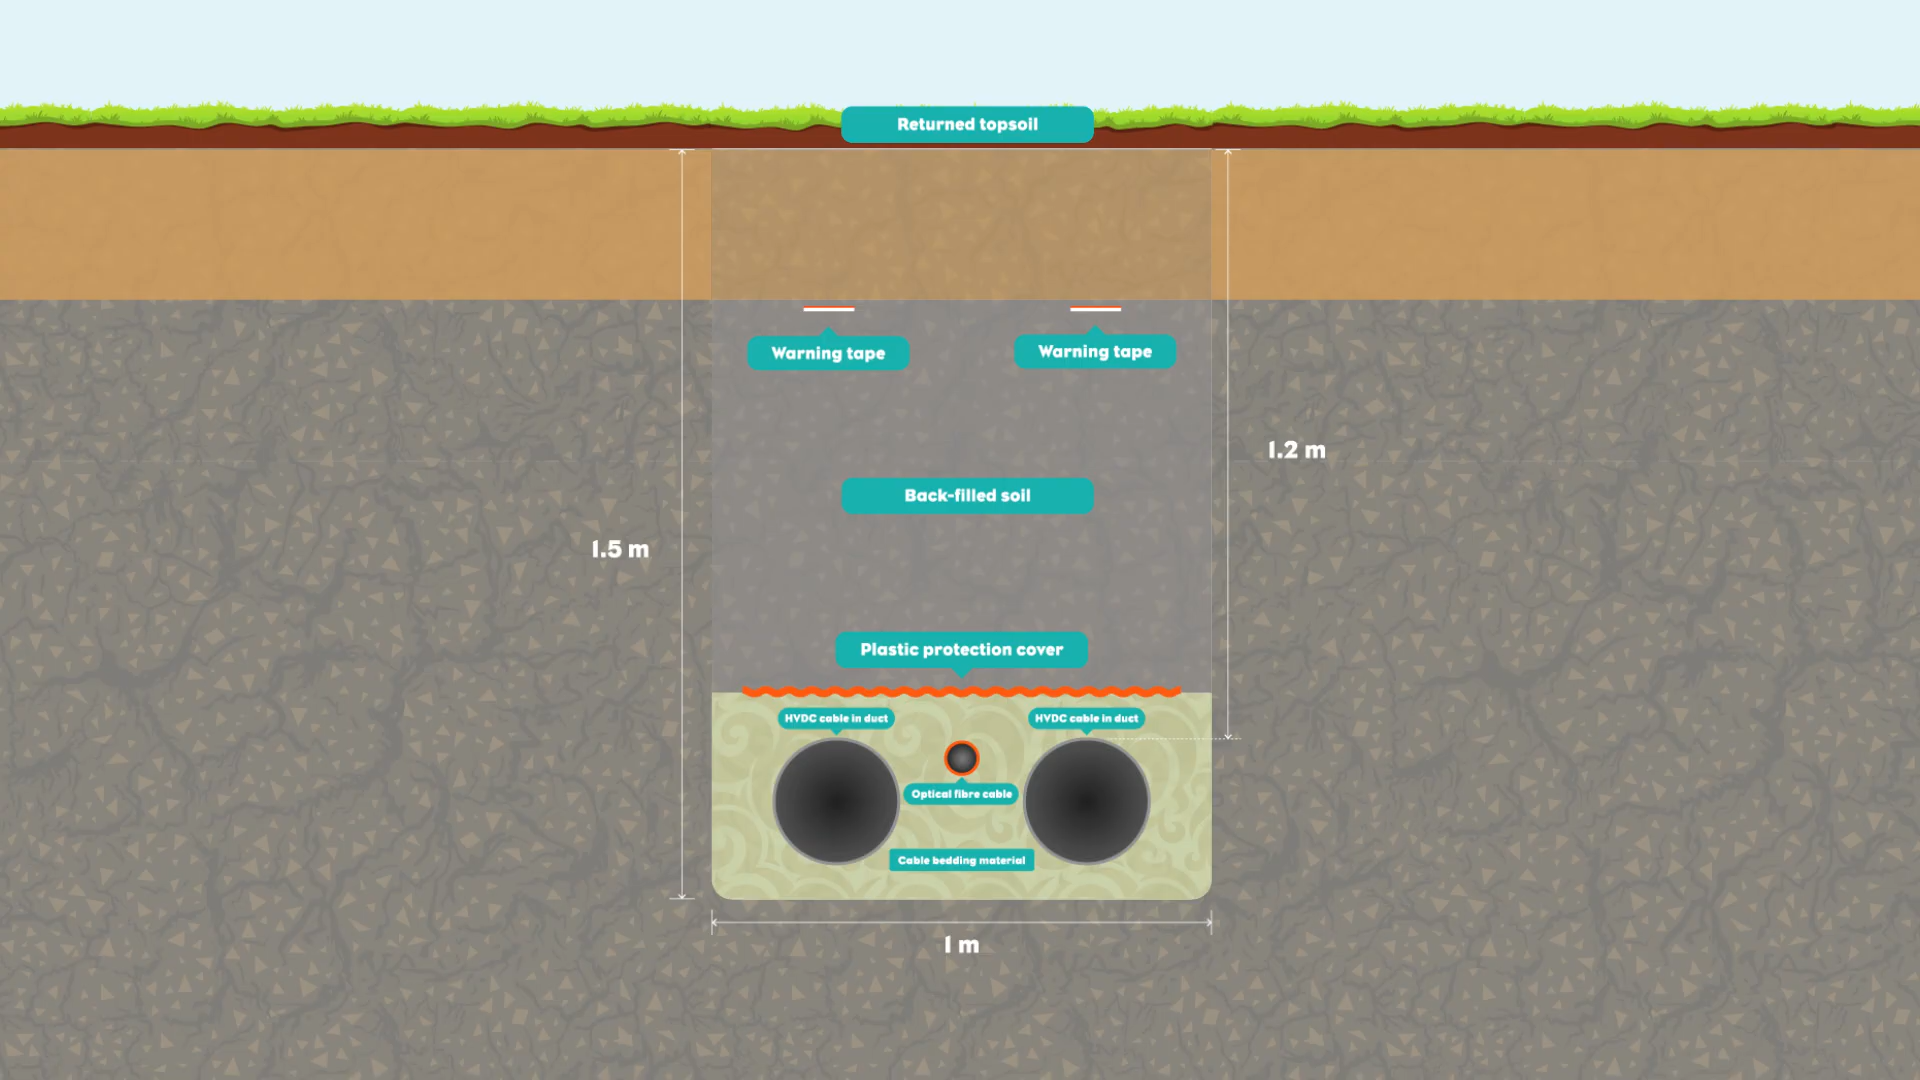 Returned topsoil
Warning tape
Warning tape
1.2 m
Back-filled soil
1.5 m
Plastic protection cover
HVDC cable in duct
HVDC cable in duct
Optical fibre cable
Cable bedding material
1 m